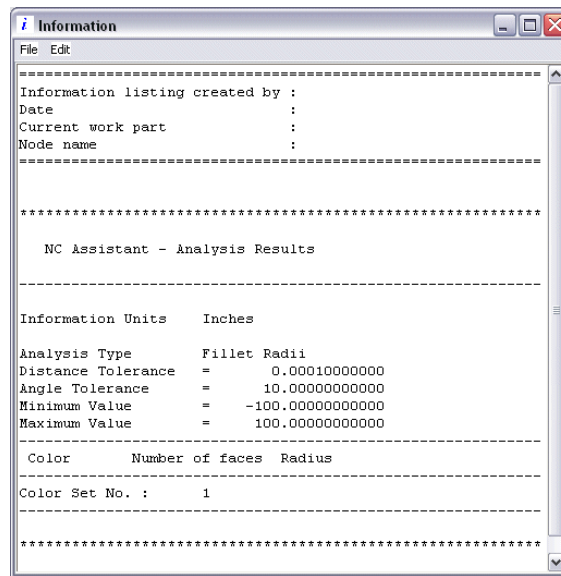 i Information
File Edit
============================================================
Information listing created by :
Date                           :
Current work part              :
Node name                      :
============================================================
************************************************************
NC Assistant - Analysis Results
------------------------------------------------------------
Information Units    Inches
Analysis Type        Fillet Radii
Distance Tolerance   =       0.00010000000
Angle Tolerance      =      10.00000000000
Minimum Value        =    -100.00000000000
Maximum Value        =     100.00000000000
------------------------------------------------------------
Color       Number of faces  Radius
------------------------------------------------------------
Color Set No. :      1
------------------------------------------------------------
************************************************************